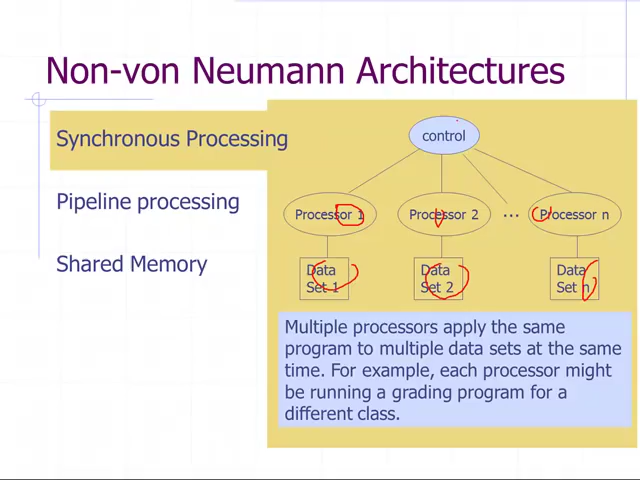 Non-von Neumann Architectures
Synchronous Processing
Pipeline processing
Shared Memory
control
Processor 1
Processor 2
...
Processor n
Data
Set 1
Data
Set 2
Data
Set n
Multiple processors apply the same
program to multiple data sets at the same
time. For example, each processor might
be running a grading program for a
different class.